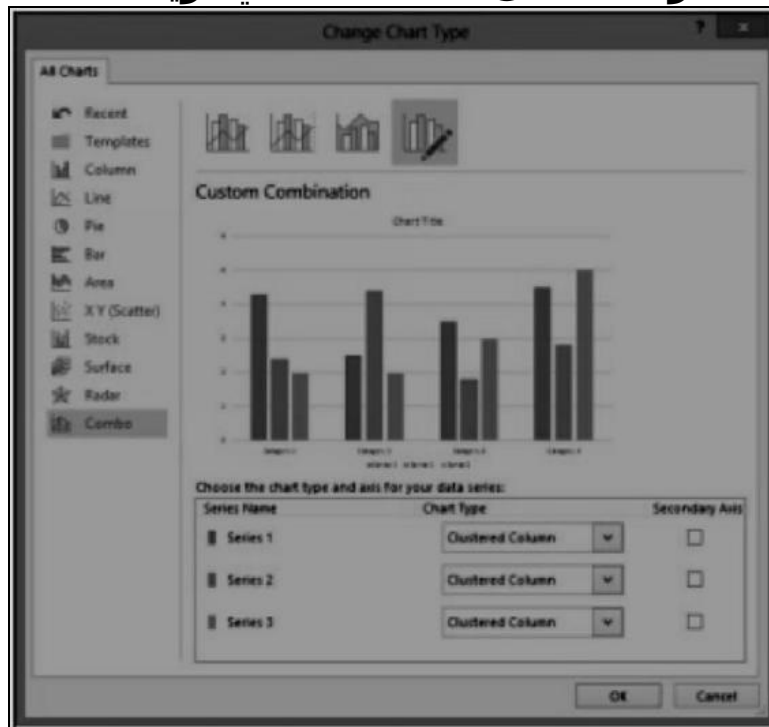 Change Chart Type
All Charts
Recent
Templates
Column
Line
Pie
Bar
Area
X Y (Scatter)
Stock
Surface
Radar
Combo
Custom Combination
Chart Title
Choose the chart type and axis for your data series:
Series Name Chart Type Secondary Axis
Series 1 Clustered Column
Series 2 Clustered Column
Series 3 Clustered Column
OK Cancel